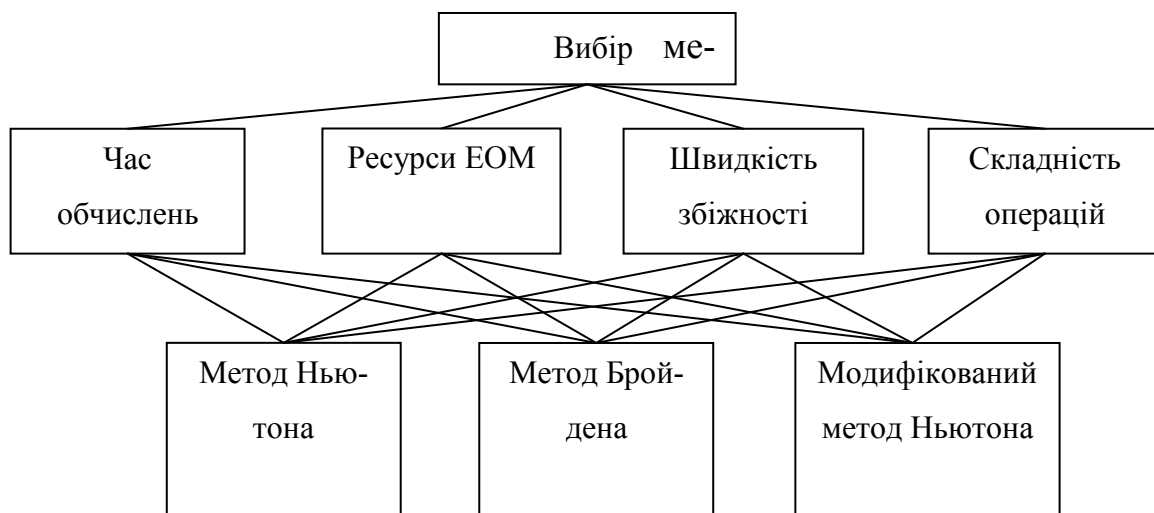 Вибір ме-
Час
обчислень
Ресурси ЕОМ
Швидкість
збіжності
Складність
операцій
Метод Нью-
тона
Метод Брой-
дена
Модифікований
метод Ньютона